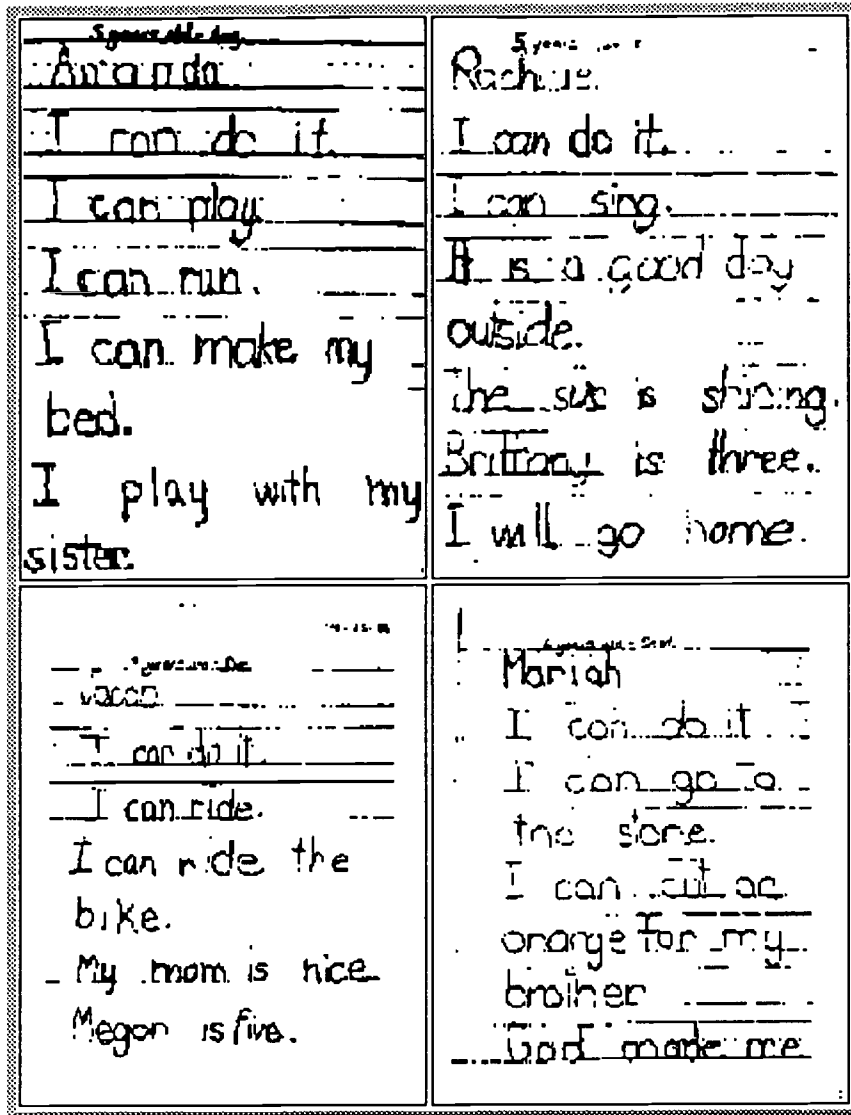 5 years old
Amanda
I can do it.
I can play.
I can run.
I can make my
bed.
I play with my
sister.
5 years
I can do it.
I can sing.
It is a good day
outside.
The sun is shining.
Brittany is three.
I will go home.
I can do it.
I can ride.
I can ride the
bike.
My mom is nice
Megan is five.
Mariah
I can do it
I can go to
the store.
I can cut an
orange for my
brother
God made me